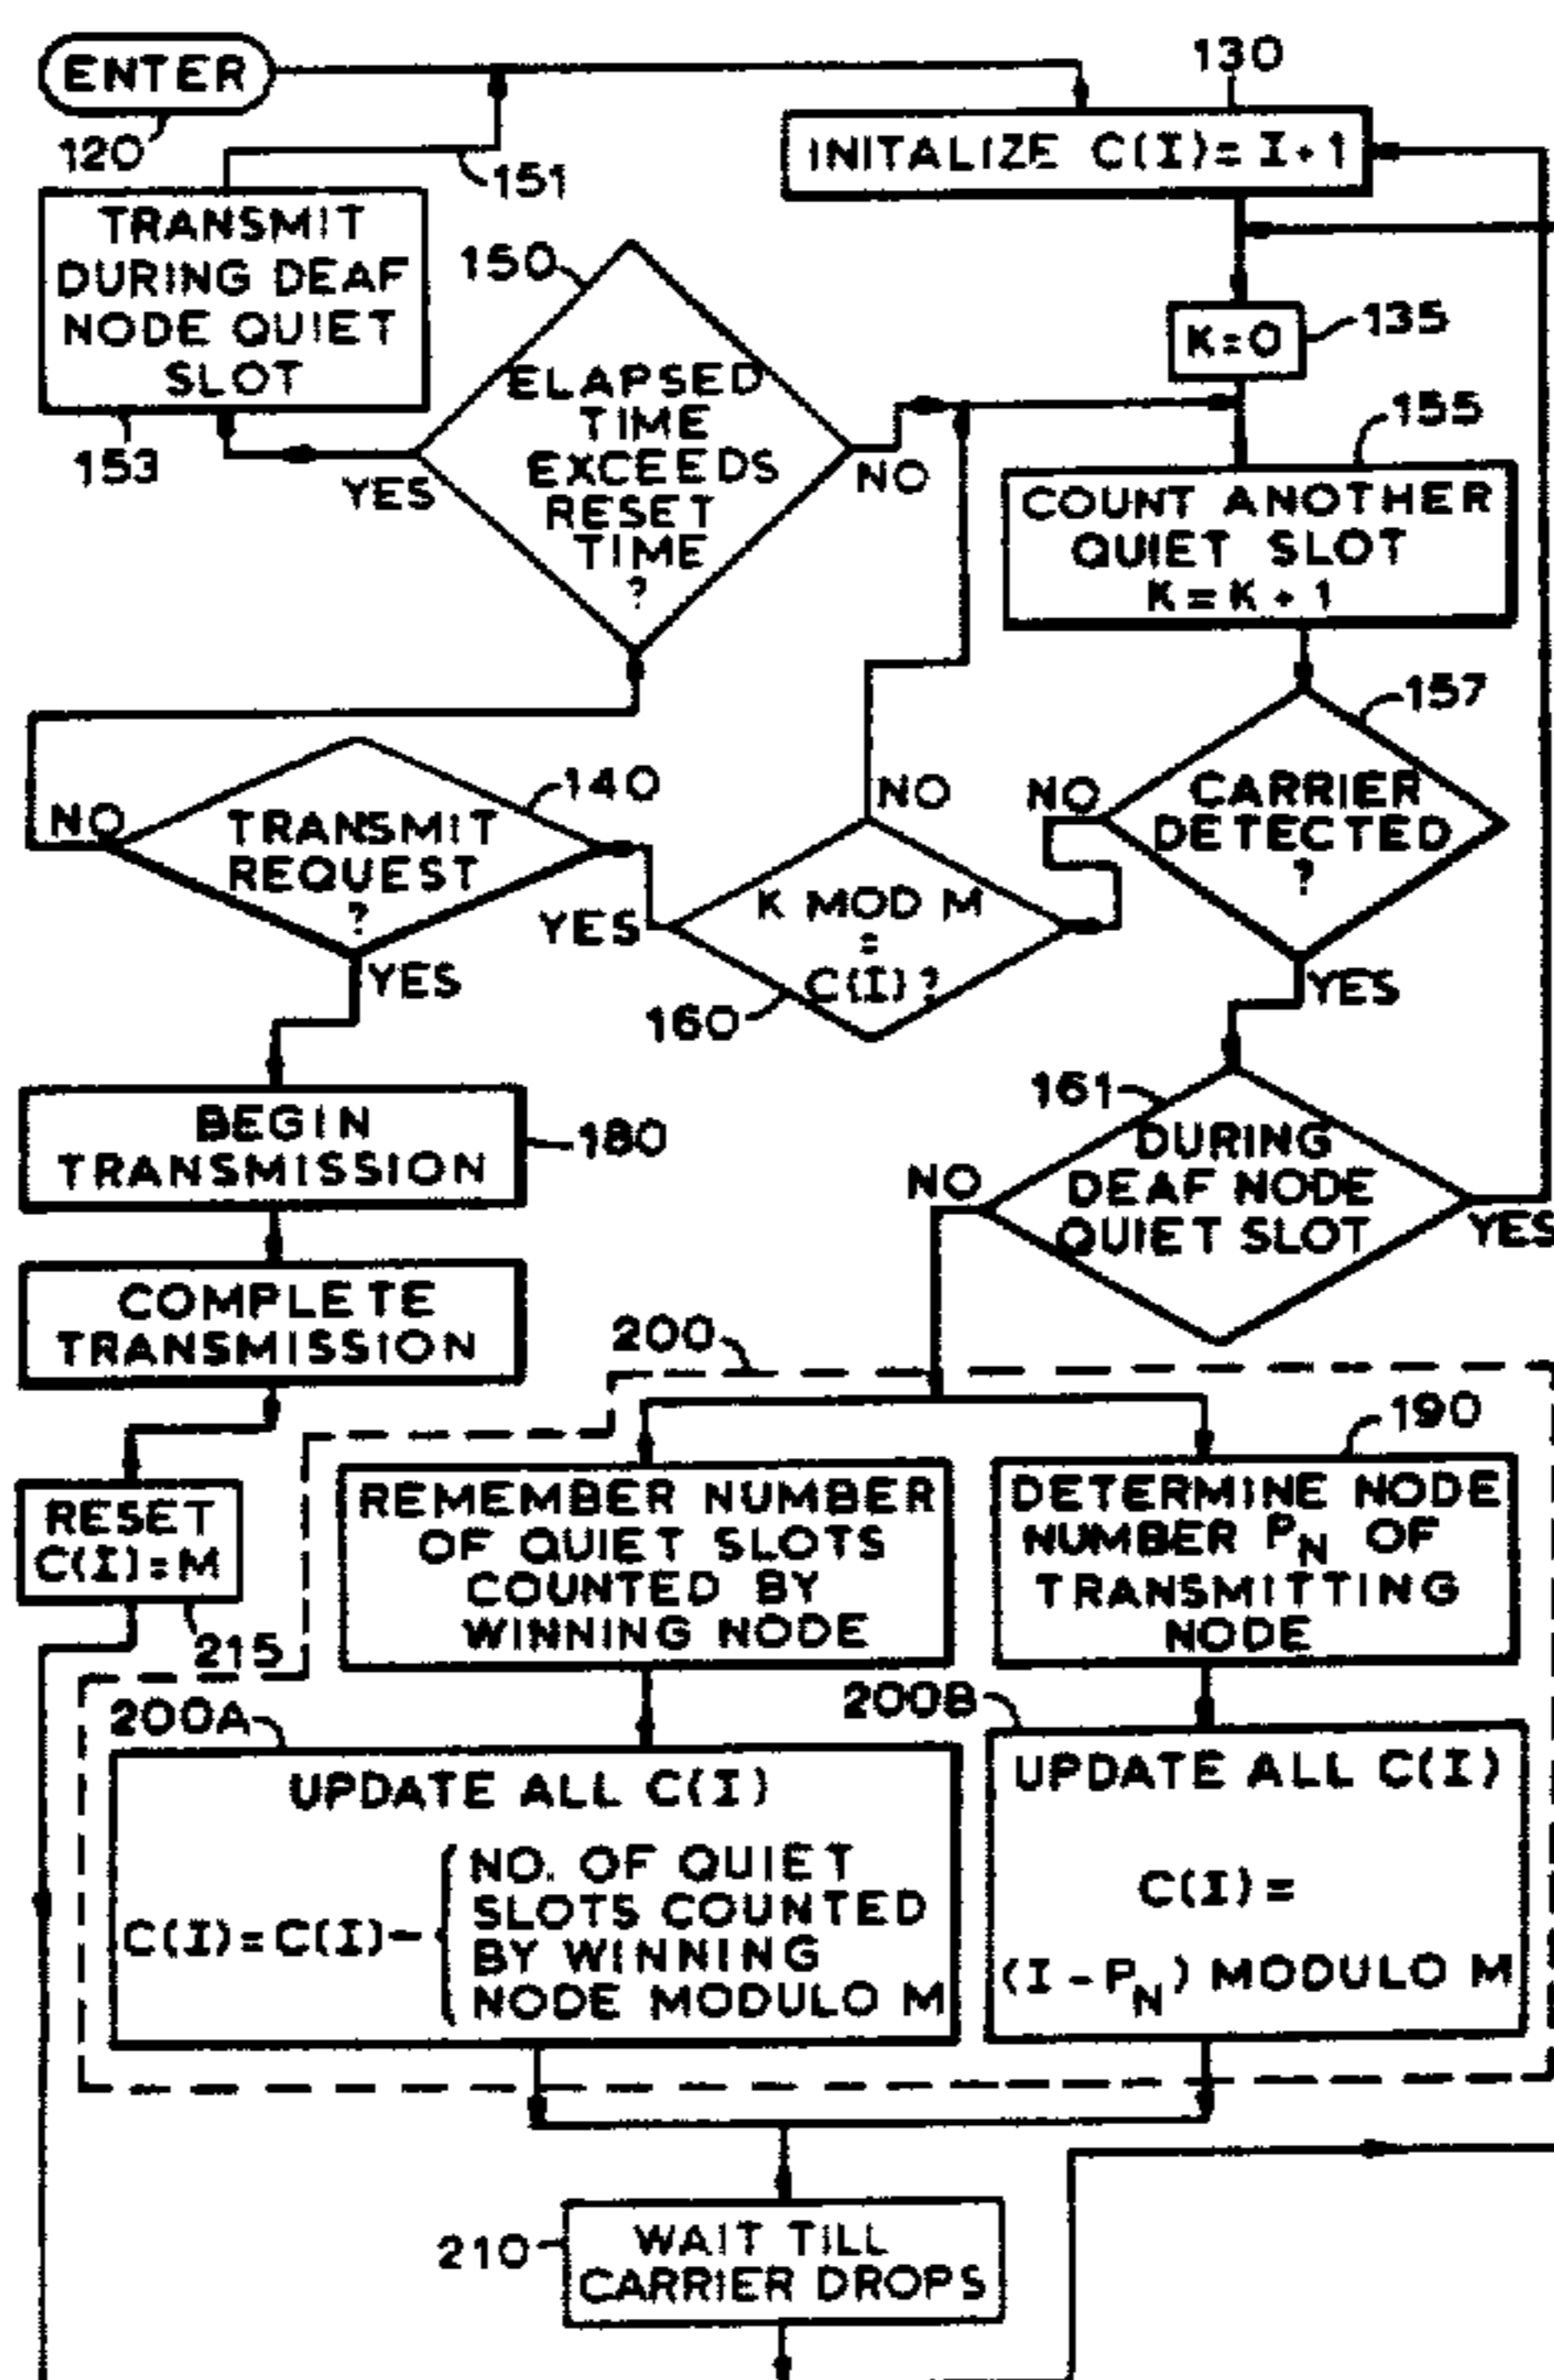 ENTER
120
151
130
INITALIZE C(I)= I+1
TRANSMIT
DURING DEAF
NODE QUIET
SLOT
153
150
ELAPSED
TIME
EXCEEDS
RESET
TIME
?
YES
NO
K=0
135
155
COUNT ANOTHER
QUIET SLOT
K=K+1
157
CARRIER
DETECTED
?
NO
YES
NO
K MOD M
=
C(I)?
160
YES
140
TRANSMIT
REQUEST
?
NO
YES
161
DURING
DEAF NODE
QUIET SLOT
NO
YES
BEGIN
TRANSMISSION
180
COMPLETE
TRANSMISSION
RESET
C(I)=M
215
200
REMEMBER NUMBER
OF QUIET SLOTS
COUNTED BY
WINNING NODE
190
DETERMINE NODE
NUMBER PN OF
TRANSMITTING
NODE
200A
UPDATE ALL C(I)
C(I)=C(I)-{
NO. OF QUIET
SLOTS COUNTED
BY WINNING
NODE MODULO M
200B
UPDATE ALL C(I)
C(I)=
(I-PN) MODULO M
210
WAIT TILL
CARRIER DROPS